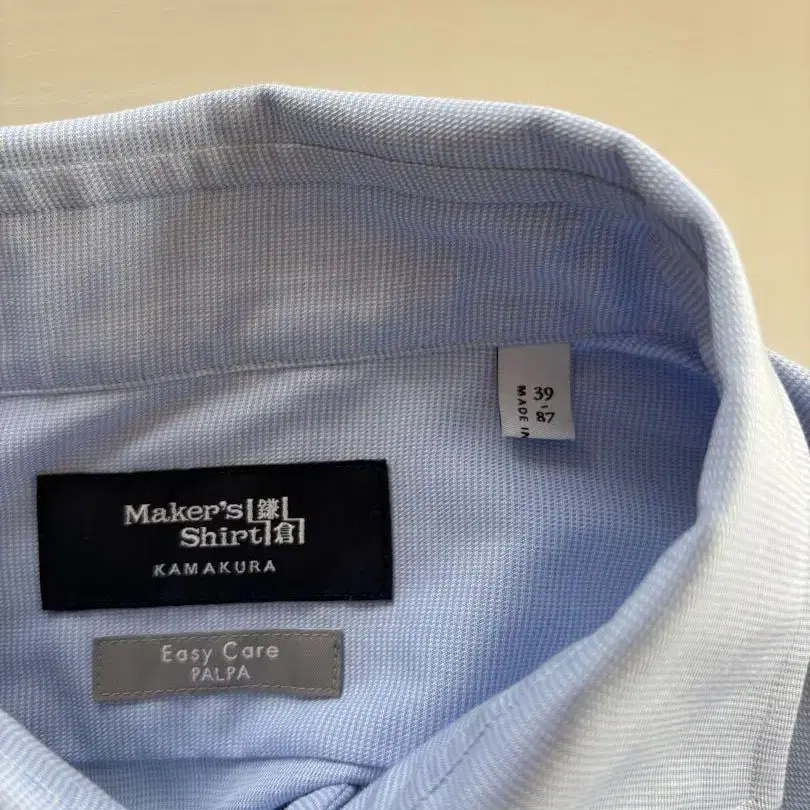 39
-
87
MADE IN
Maker's 鎌
Shirt 倉
KAMAKURA
Easy Care
PALPA